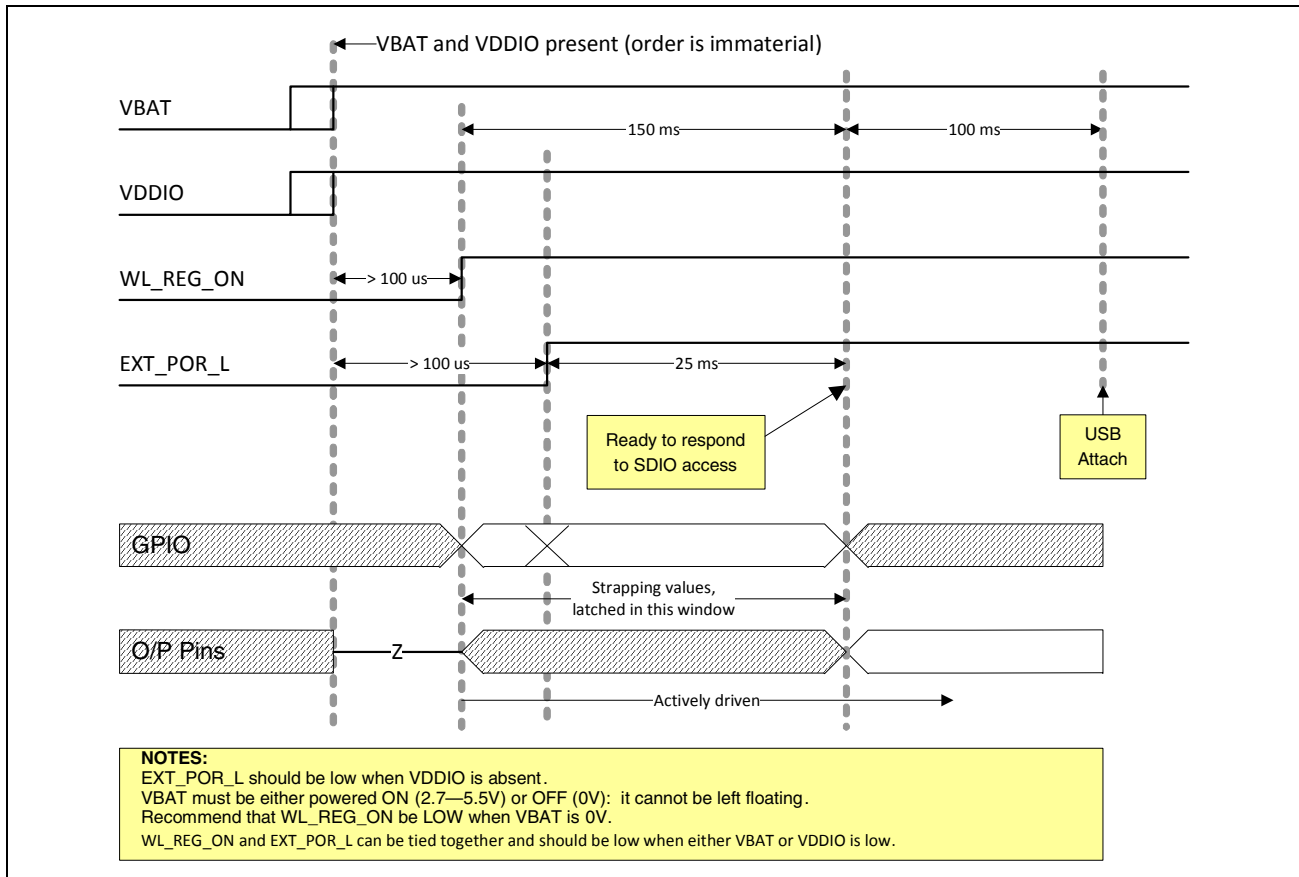 VBAT and VDDIO present (order is immaterial)
VBAT
150 ms
100 ms
VDDIO
WL_REG_ON
> 100 us
EXT_POR_L
> 100 us
25 ms
Ready to respond
to SDIO access
USB
Attach
GPIO
Strapping values,
latched in this window
O/P Pins
Z
Actively driven
NOTES:
EXT_POR_L should be low when VDDIO is absent.
VBAT must be either powered ON (2.7—5.5V) or OFF (0V): it cannot be left floating.
Recommend that WL_REG_ON be LOW when VBAT is 0V.
WL_REG_ON and EXT_POR_L can be tied together and should be low when either VBAT or VDDIO is low.